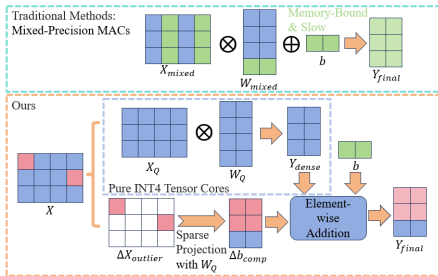 Traditional Methods:
Mixed-Precision MACs
Memory-Bound
& Slow
X_mixed
W_mixed
b
Y_final
Ours
X
X_Q
W_Q
Y_dense
b
Pure INT4 Tensor Cores
ΔX_outlier
Sparse
Projection
with W_Q
Δb_comp
Element-
wise
Addition
Y_final